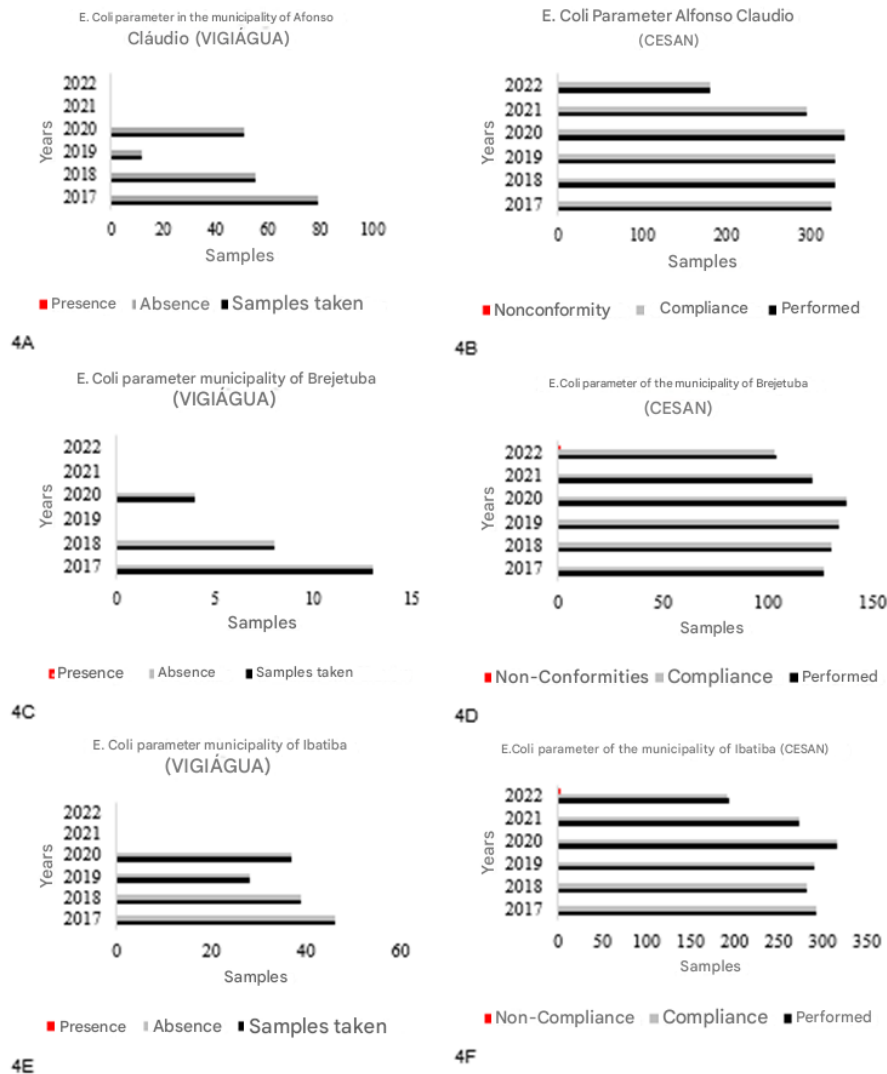 E. Coli parameter in the municipality of Afonso
Cláudio (VIGIÁGUA)
2022
2021
2020
2019
2018
2017
Years
0 20 40 60 80 100
Samples
Presence Absence Samples taken
4A
E. Coli Parameter Alfonso Claudio
(CESAN)
2022
2021
2020
2019
2018
2017
Years
0 100 200 300
Samples
Nonconformity Compliance Performed
4B
E. Coli parameter municipality of Brejetuba
(VIGIÁGUA)
2022
2021
2020
2019
2018
2017
Years
0 5 10 15
Samples
Presence Absence Samples taken
4C
E.Coli parameter of the municipality of Brejetuba
(CESAN)
2022
2021
2020
2019
2018
2017
Years
0 50 100 150
Samples
Non-Conformities Compliance Performed
4D
E. Coli parameter municipality of Ibatiba
(VIGIÁGUA)
2022
2021
2020
2019
2018
2017
Years
0 20 40 60
Samples
Presence Absence Samples taken
4E
E.Coli parameter of the municipality of Ibatiba (CESAN)
2022
2021
2020
2019
2018
2017
Years
0 50 100 150 200 250 300 350
Samples
Non-Compliance Compliance Performed
4F